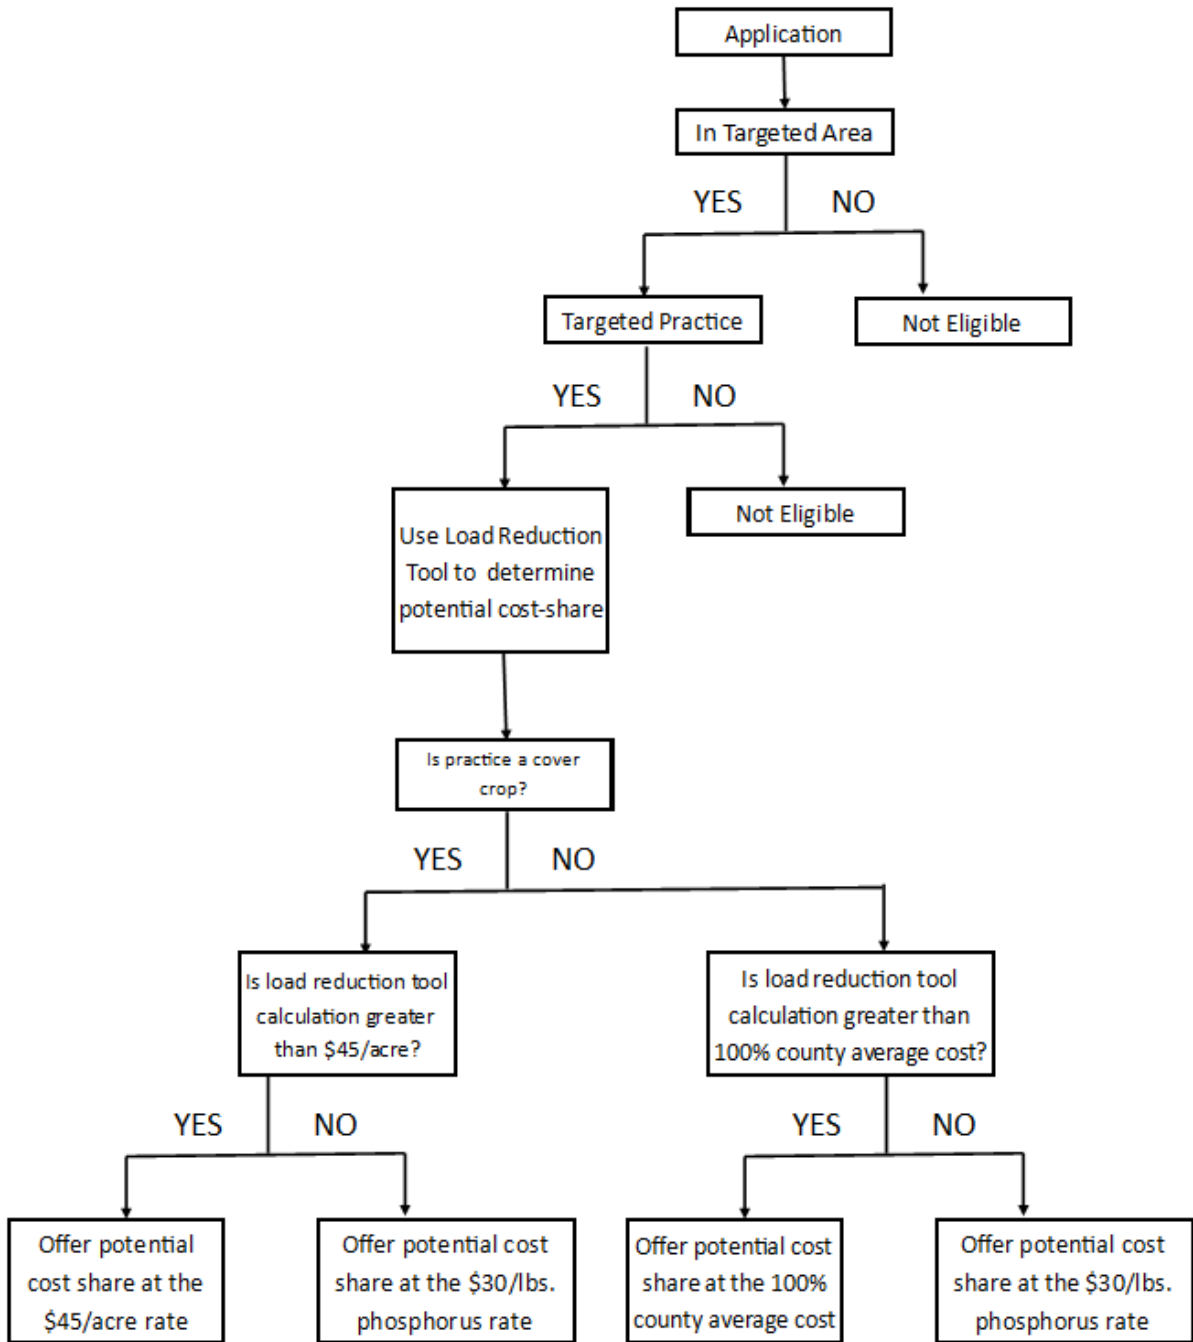 Application
In Targeted Area
YES NO
Targeted Practice
Not Eligible
YES NO
Use Load Reduction
Tool to determine
potential cost-share
Not Eligible
Is practice a cover
crop?
YES NO
Is load reduction tool
calculation greater
than $45/acre?
Is load reduction tool
calculation greater than
100% county average cost?
YES NO
YES NO
Offer potential
cost share at the
$45/acre rate
Offer potential cost
share at the $30/lbs.
phosphorus rate
Offer potential cost
share at the 100%
county average cost
Offer potential cost
share at the $30/lbs.
phosphorus rate